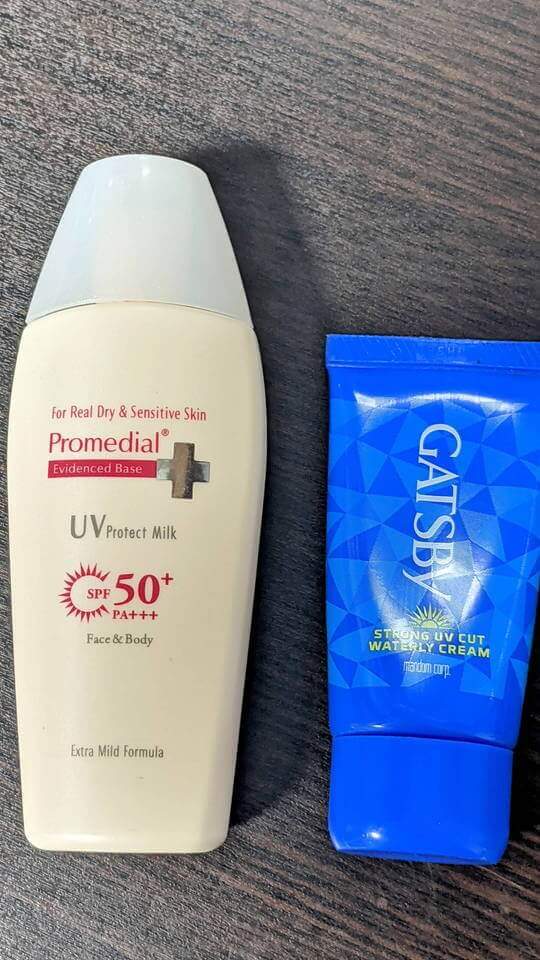 For Real Dry & Sensitive Skin
Promedial®
Evidenced Base
UV Protect Milk
SPF 50+
PA+++
Face & Body
Extra Mild Formula
GATSBY
STRONG UV CUT
WATERLY CREAM
mandom corp.